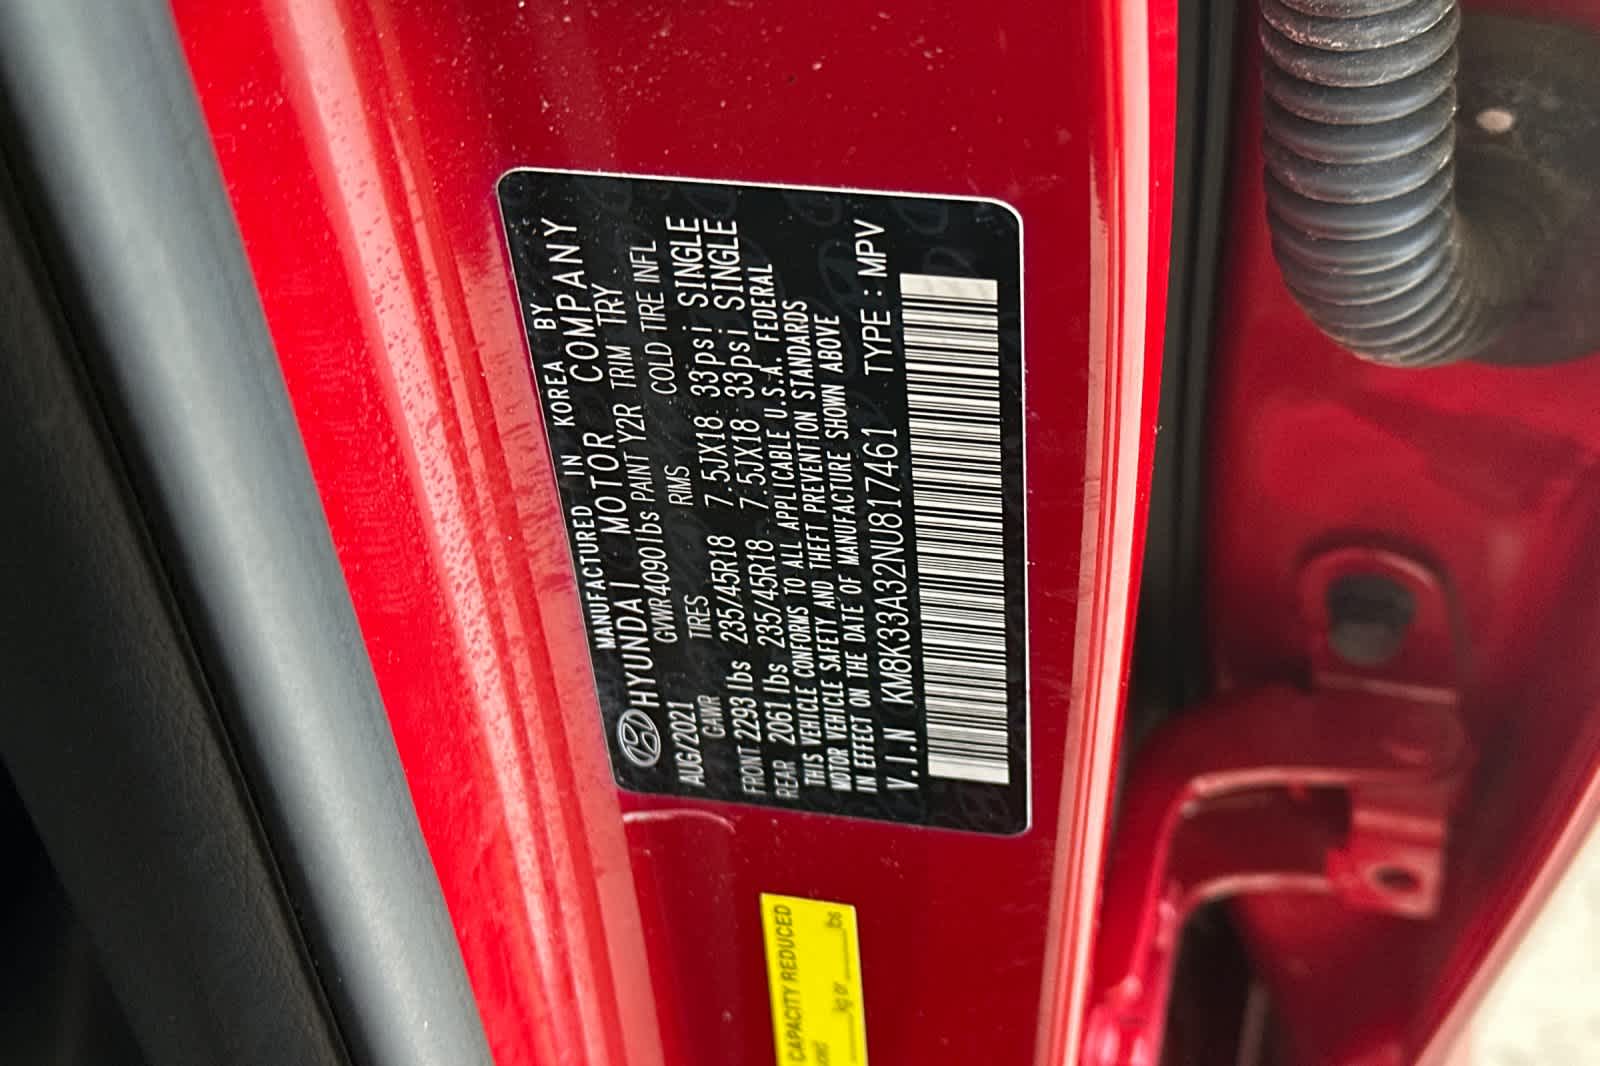 MANUFACTURED IN KOREA BY
HYUNDAI MOTOR COMPANY
AUG/2021 GVWR4090lbs PAINT Y2R TRIM TRY
GAWR TIRES RIMS COLD TIRE INFL
FRONT 2293 lbs 235/45R18 7.5JX18 33psi SINGLE
REAR 2061 lbs 235/45R18 7.5JX18 33psi SINGLE
THIS VEHICLE CONFORMS TO ALL APPLICABLE U.S.A. FEDERAL
MOTOR VEHICLE SAFETY AND THEFT PREVENTION STANDARDS
IN EFFECT ON THE DATE OF MANUFACTURE SHOWN ABOVE
V.I.N KM8K33A32NU817461 TYPE : MPV
CAPACITY REDUCED
kg or lbs